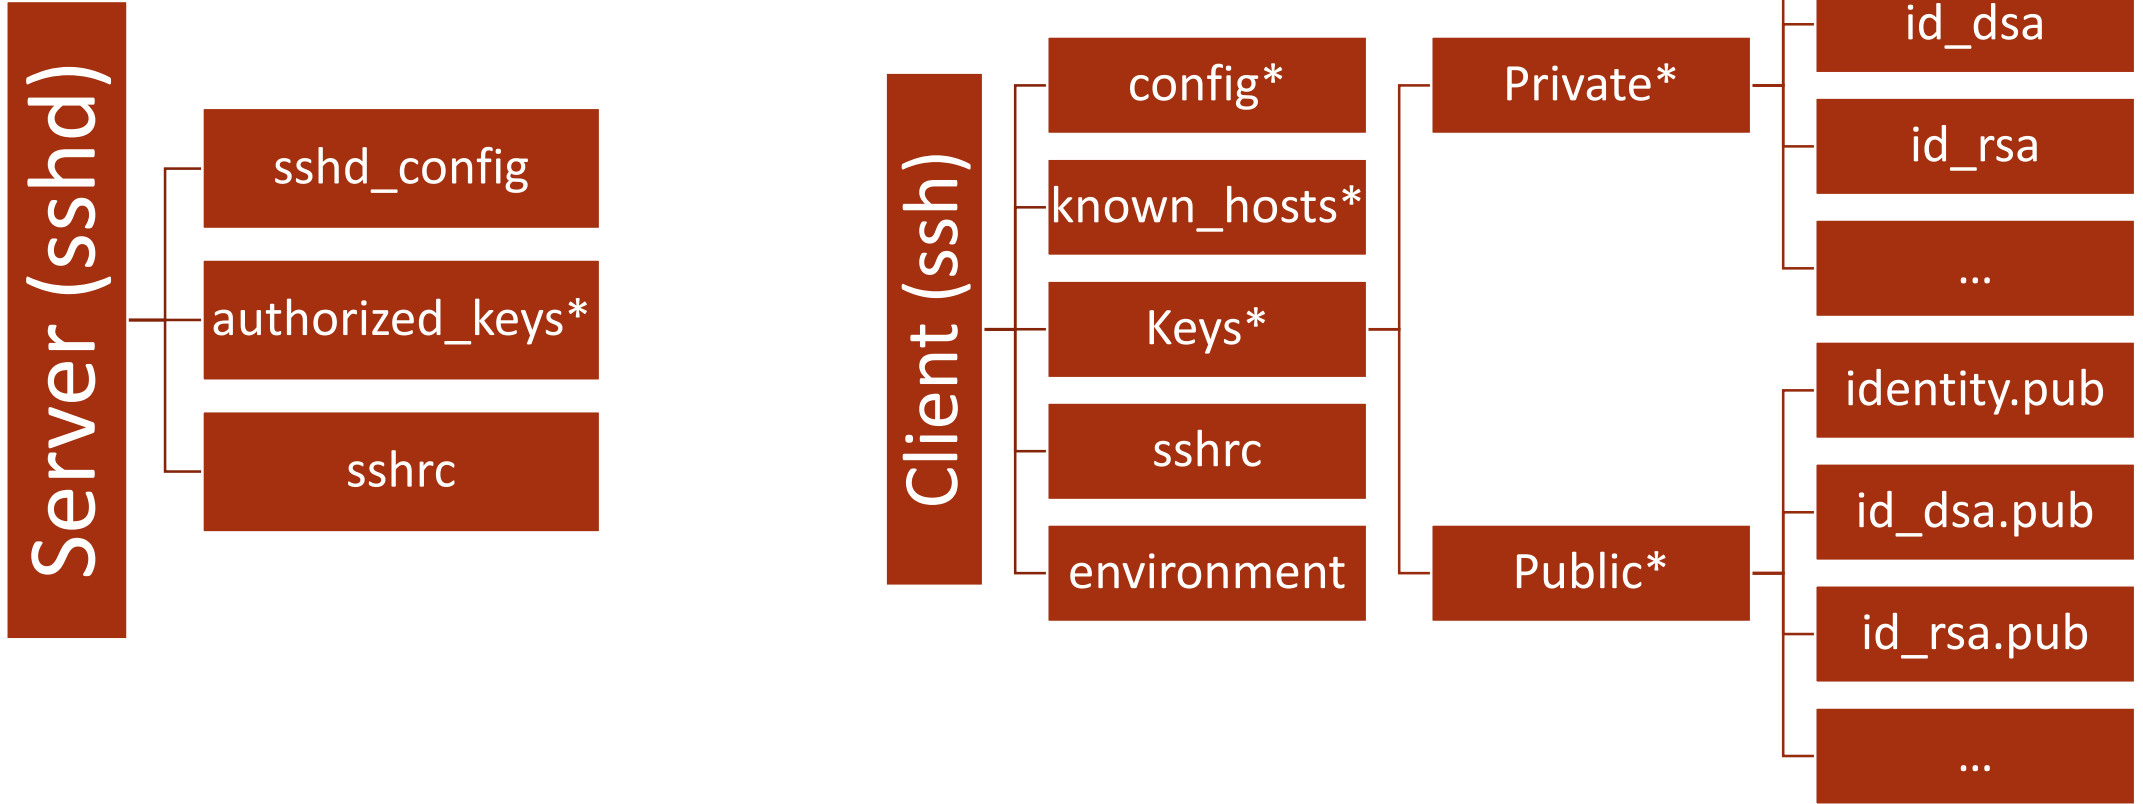 Server (sshd)
sshd_config
authorized_keys*
sshrc
Client (ssh)
config*
known_hosts*
Keys*
sshrc
environment
Private*
Public*
id_dsa
id_rsa
...
identity.pub
id_dsa.pub
id_rsa.pub
...